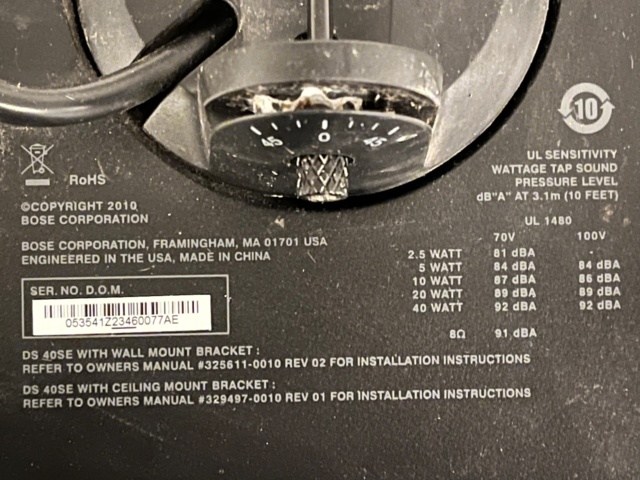 45 0 45
10
RoHS
©COPYRIGHT 2010
BOSE CORPORATION
BOSE CORPORATION, FRAMINGHAM, MA 01701 USA
ENGINEERED IN THE USA, MADE IN CHINA
SER. NO. D.O.M.
053541Z23460077AE
UL SENSITIVITY
WATTAGE TAP SOUND
PRESSURE LEVEL
dB"A" AT 3.1m (10 FEET)
UL 1480
70V 100V
2.5 WATT 81 dBA -
5 WATT 84 dBA 84 dBA
10 WATT 87 dBA 86 dBA
20 WATT 89 dBA 89 dBA
40 WATT 92 dBA 92 dBA
8Ω 91 dBA
DS 40SE WITH WALL MOUNT BRACKET :
REFER TO OWNERS MANUAL #325611-0010 REV 02 FOR INSTALLATION INSTRUCTIONS
DS 40SE WITH CEILING MOUNT BRACKET :
REFER TO OWNERS MANUAL #329497-0010 REV 01 FOR INSTALLATION INSTRUCTIONS